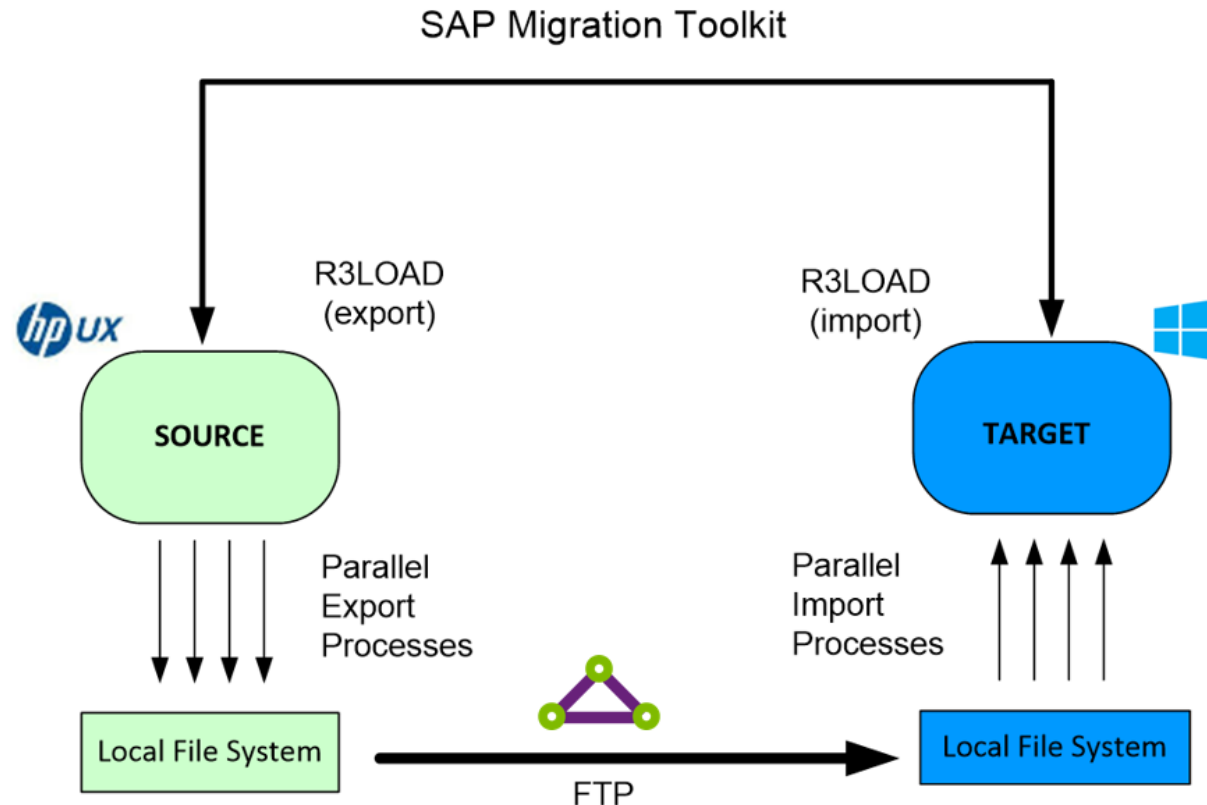 SAP Migration Toolkit
R3LOAD
(export)
R3LOAD
(import)
hp UX
SOURCE
TARGET
Parallel
Export
Processes
Parallel
Import
Processes
Local File System
Local File System
FTP